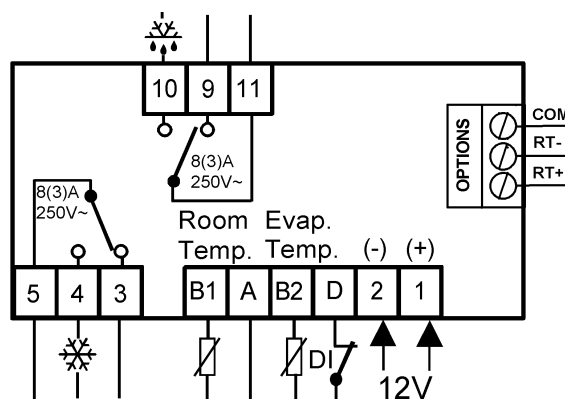 10 9 11
8(3)A
250V~
COM
RT-
RT+
OPTIONS
8(3)A
250V~
Room Evap.
Temp. Temp. (-) (+)
5 4 3 B1 A B2 D 2 1
DI
12V